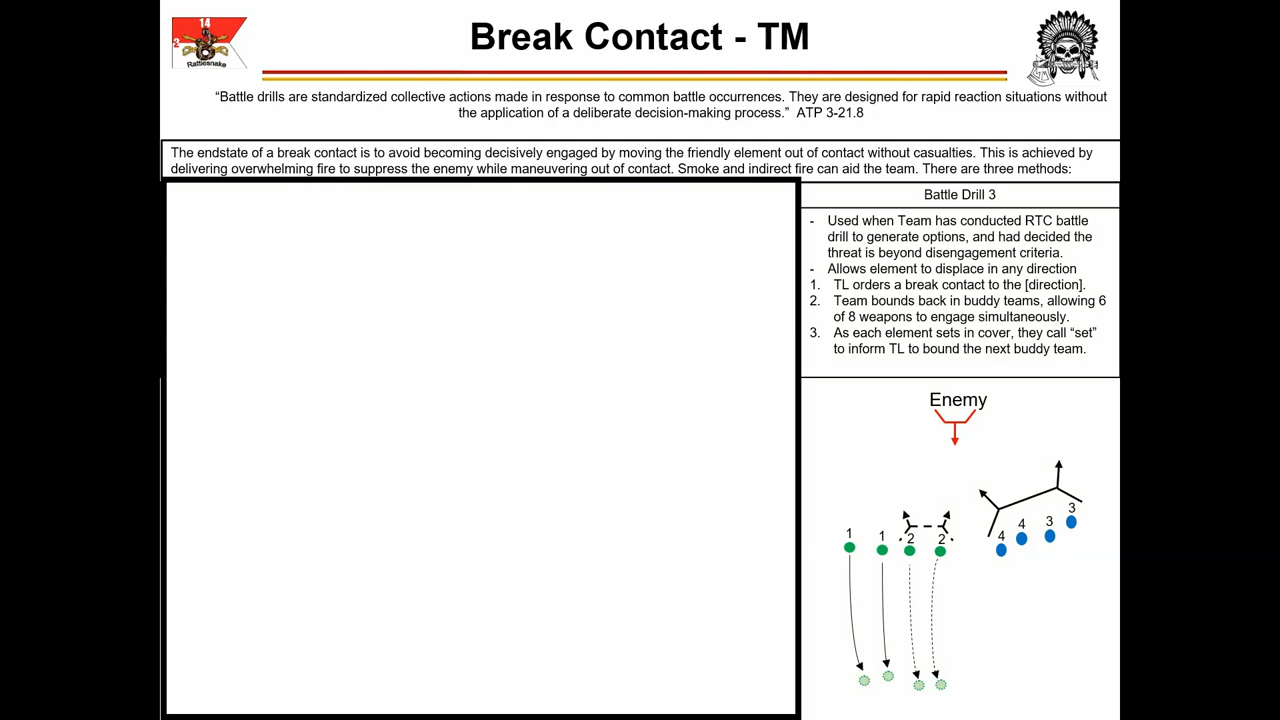 14
2
Rattlesnake
Break Contact - TM
“Battle drills are standardized collective actions made in response to common battle occurrences. They are designed for rapid reaction situations without
the application of a deliberate decision-making process.”  ATP 3-21.8
The endstate of a break contact is to avoid becoming decisively engaged by moving the friendly element out of contact without casualties. This is achieved by
delivering overwhelming fire to suppress the enemy while maneuvering out of contact. Smoke and indirect fire can aid the team. There are three methods:
Battle Drill 3
- Used when Team has conducted RTC battle
drill to generate options, and had decided the
threat is beyond disengagement criteria.
- Allows element to displace in any direction
1. TL orders a break contact to the [direction].
2. Team bounds back in buddy teams, allowing 6
of 8 weapons to engage simultaneously.
3. As each element sets in cover, they call “set”
to inform TL to bound the next buddy team.
Enemy
1 1 2 2 4 4 3 3